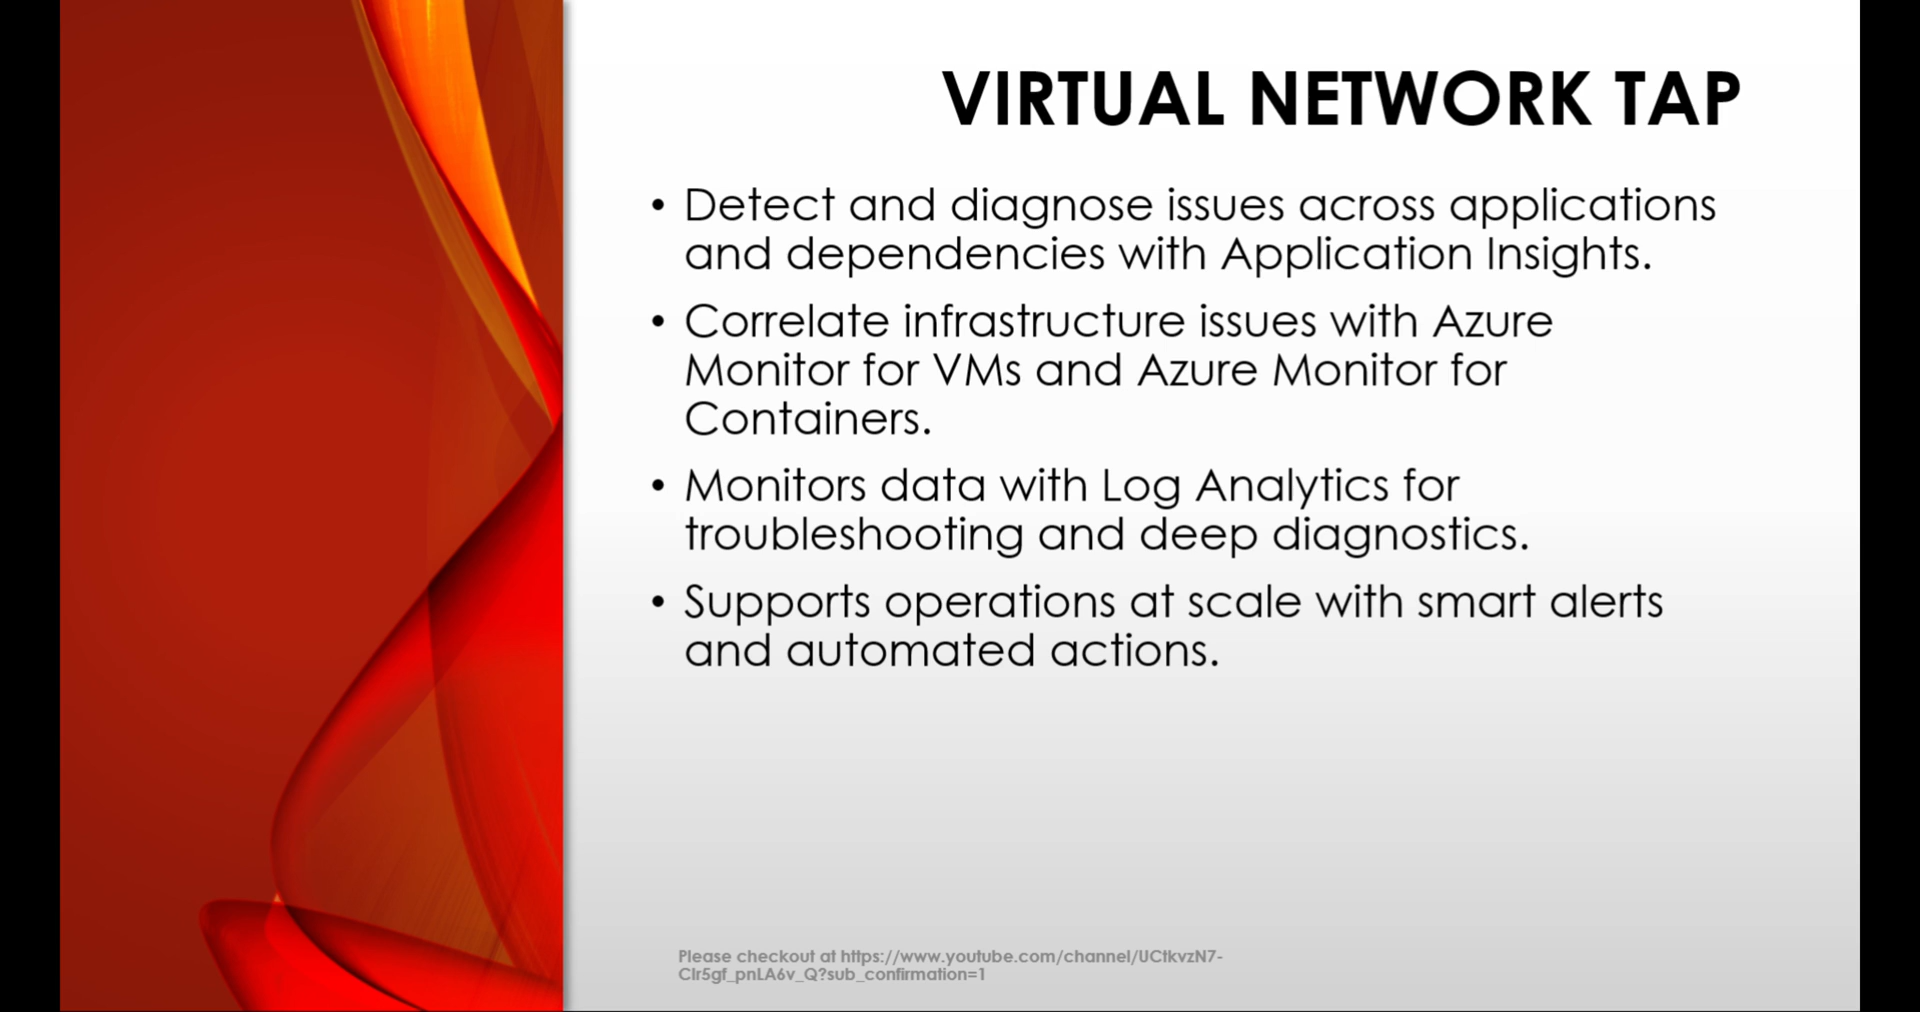 VIRTUAL NETWORK TAP
• Detect and diagnose issues across applications
and dependencies with Application Insights.
• Correlate infrastructure issues with Azure
Monitor for VMs and Azure Monitor for
Containers.
• Monitors data with Log Analytics for
troubleshooting and deep diagnostics.
• Supports operations at scale with smart alerts
and automated actions.
Please checkout at https://www.youtube.com/channel/UCtkvzN7-
CIr5gf_pnLA6v_Q?sub_confirmation=1